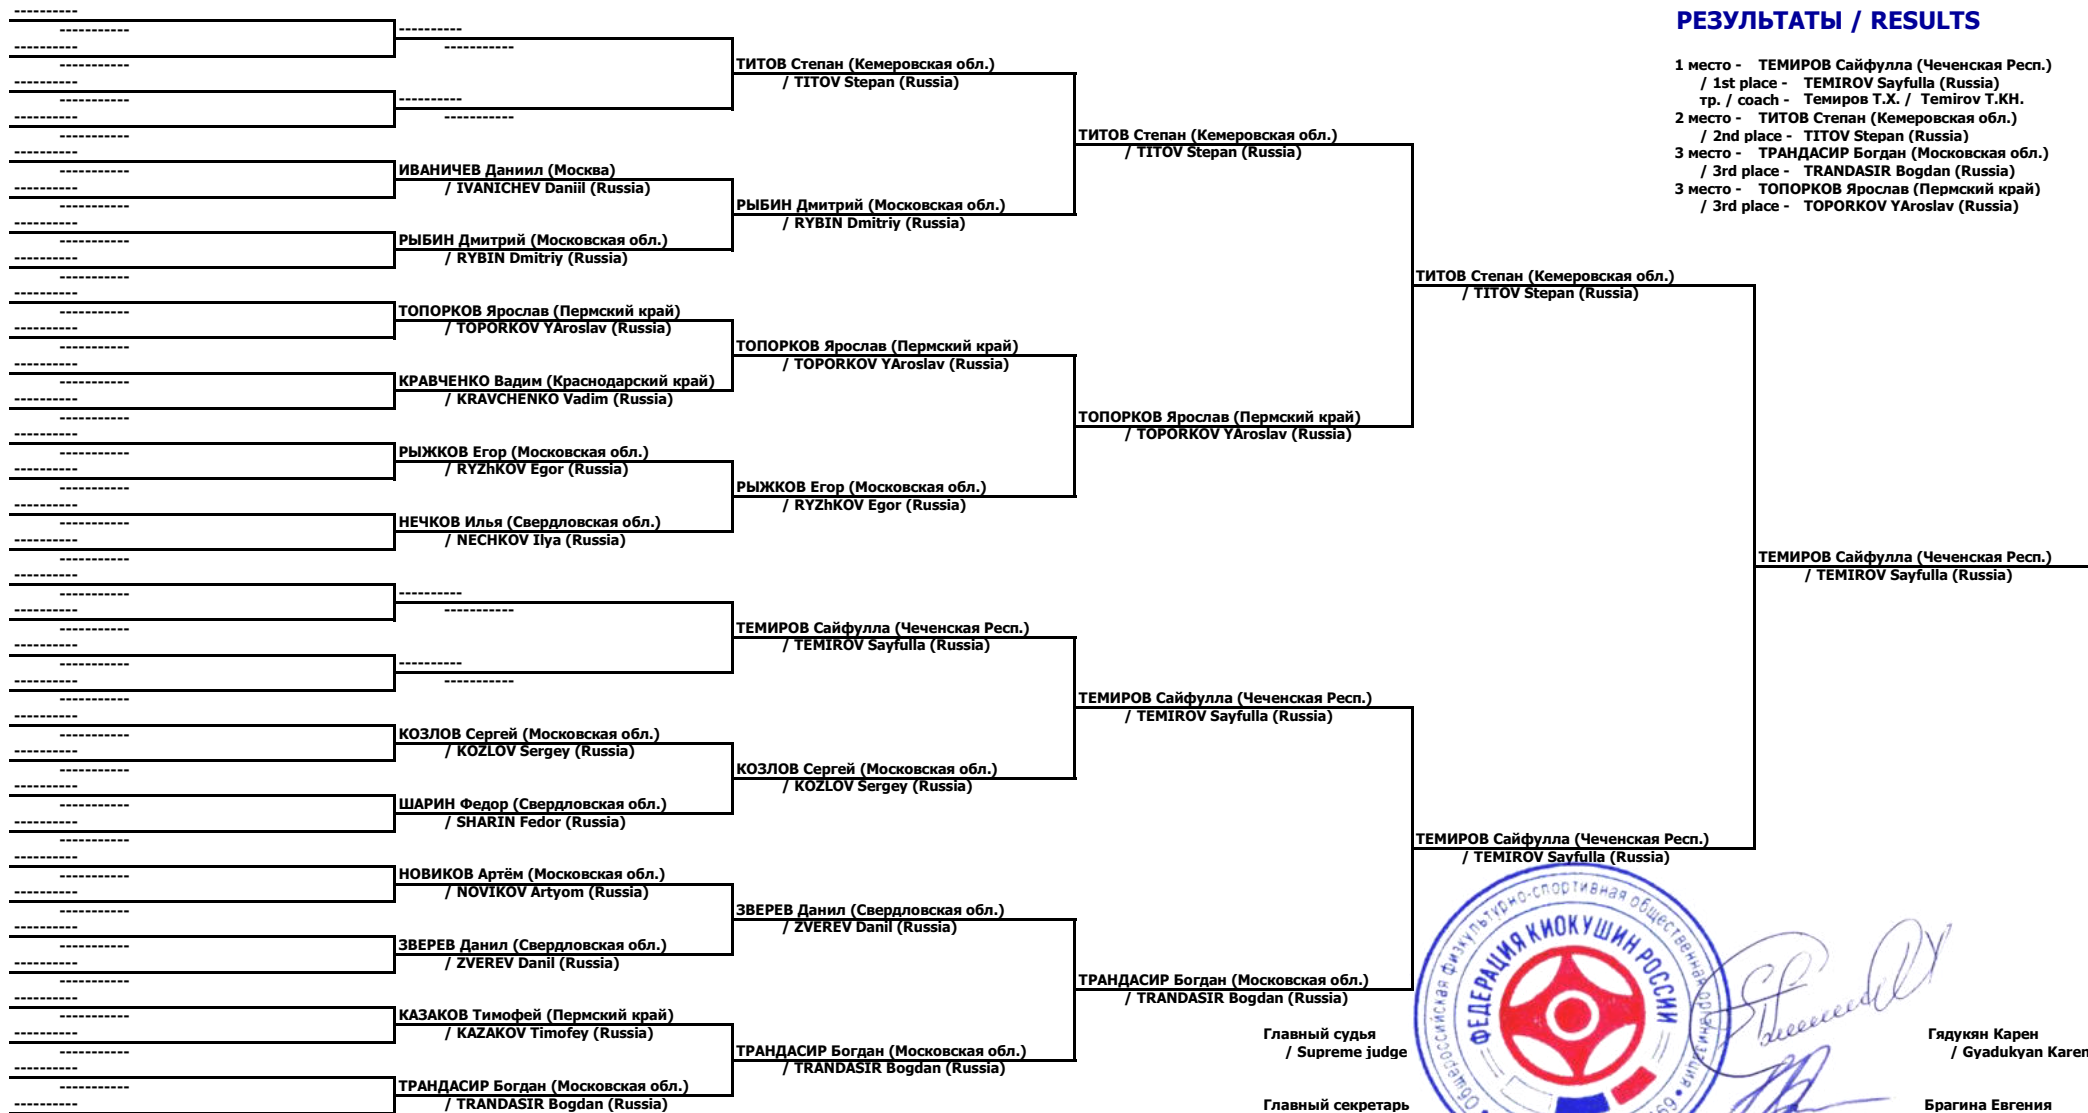 РЕЗУЛЬТАТЫ / RESULTS
1 место - ТЕМИРОВ Сайфулла (Чеченская Респ.)
/ 1st place - TEMIROV Sayfulla (Russia)
тр. / coach - Темиров Т.Х. / Temirov T.KH.
2 место - ТИТОВ Степан (Кемеровская обл.)
/ 2nd place - TITOV Stepan (Russia)
3 место - ТРАНДАСИР Богдан (Московская обл.)
/ 3rd place - TRANDASIR Bogdan (Russia)
3 место - ТОПОРКОВ Ярослав (Пермский край)
/ 3rd place - TOPORKOV YAroslav (Russia)
ИВАНИЧЕВ Даниил (Москва)
/ IVANICHEV Daniil (Russia)
РЫБИН Дмитрий (Московская обл.)
/ RYBIN Dmitriy (Russia)
ТОПОРКОВ Ярослав (Пермский край)
/ TOPORKOV YAroslav (Russia)
КРАВЧЕНКО Вадим (Краснодарский край)
/ KRAVCHENKO Vadim (Russia)
РЫЖКОВ Егор (Московская обл.)
/ RYZhKOV Egor (Russia)
НЕЧКОВ Илья (Свердловская обл.)
/ NECHKOV Ilya (Russia)
КОЗЛОВ Сергей (Московская обл.)
/ KOZLOV Sergey (Russia)
ШАРИН Федор (Свердловская обл.)
/ SHARIN Fedor (Russia)
НОВИКОВ Артём (Московская обл.)
/ NOVIKOV Artyom (Russia)
ЗВЕРЕВ Данил (Свердловская обл.)
/ ZVEREV Danil (Russia)
КАЗАКОВ Тимофей (Пермский край)
/ KAZAKOV Timofey (Russia)
ТРАНДАСИР Богдан (Московская обл.)
/ TRANDASIR Bogdan (Russia)
ТИТОВ Степан (Кемеровская обл.)
/ TITOV Stepan (Russia)
РЫБИН Дмитрий (Московская обл.)
/ RYBIN Dmitriy (Russia)
ТОПОРКОВ Ярослав (Пермский край)
/ TOPORKOV YAroslav (Russia)
РЫЖКОВ Егор (Московская обл.)
/ RYZhKOV Egor (Russia)
ТЕМИРОВ Сайфулла (Чеченская Респ.)
/ TEMIROV Sayfulla (Russia)
КОЗЛОВ Сергей (Московская обл.)
/ KOZLOV Sergey (Russia)
ЗВЕРЕВ Данил (Свердловская обл.)
/ ZVEREV Danil (Russia)
ТРАНДАСИР Богдан (Московская обл.)
/ TRANDASIR Bogdan (Russia)
ТИТОВ Степан (Кемеровская обл.)
/ TITOV Stepan (Russia)
ТОПОРКОВ Ярослав (Пермский край)
/ TOPORKOV YAroslav (Russia)
ТЕМИРОВ Сайфулла (Чеченская Респ.)
/ TEMIROV Sayfulla (Russia)
ТРАНДАСИР Богдан (Московская обл.)
/ TRANDASIR Bogdan (Russia)
ТИТОВ Степан (Кемеровская обл.)
/ TITOV Stepan (Russia)
ТЕМИРОВ Сайфулла (Чеченская Респ.)
/ TEMIROV Sayfulla (Russia)
ТЕМИРОВ Сайфулла (Чеченская Респ.)
/ TEMIROV Sayfulla (Russia)
Общероссийская физкультурно-спортивная общественная организация
ФЕДЕРАЦИЯ КИОКУШИН РОССИИ
Главный судья
/ Supreme judge
Гядукян Карен
/ Gyadukyan Karen
Главный секретарь
Брагина Евгения